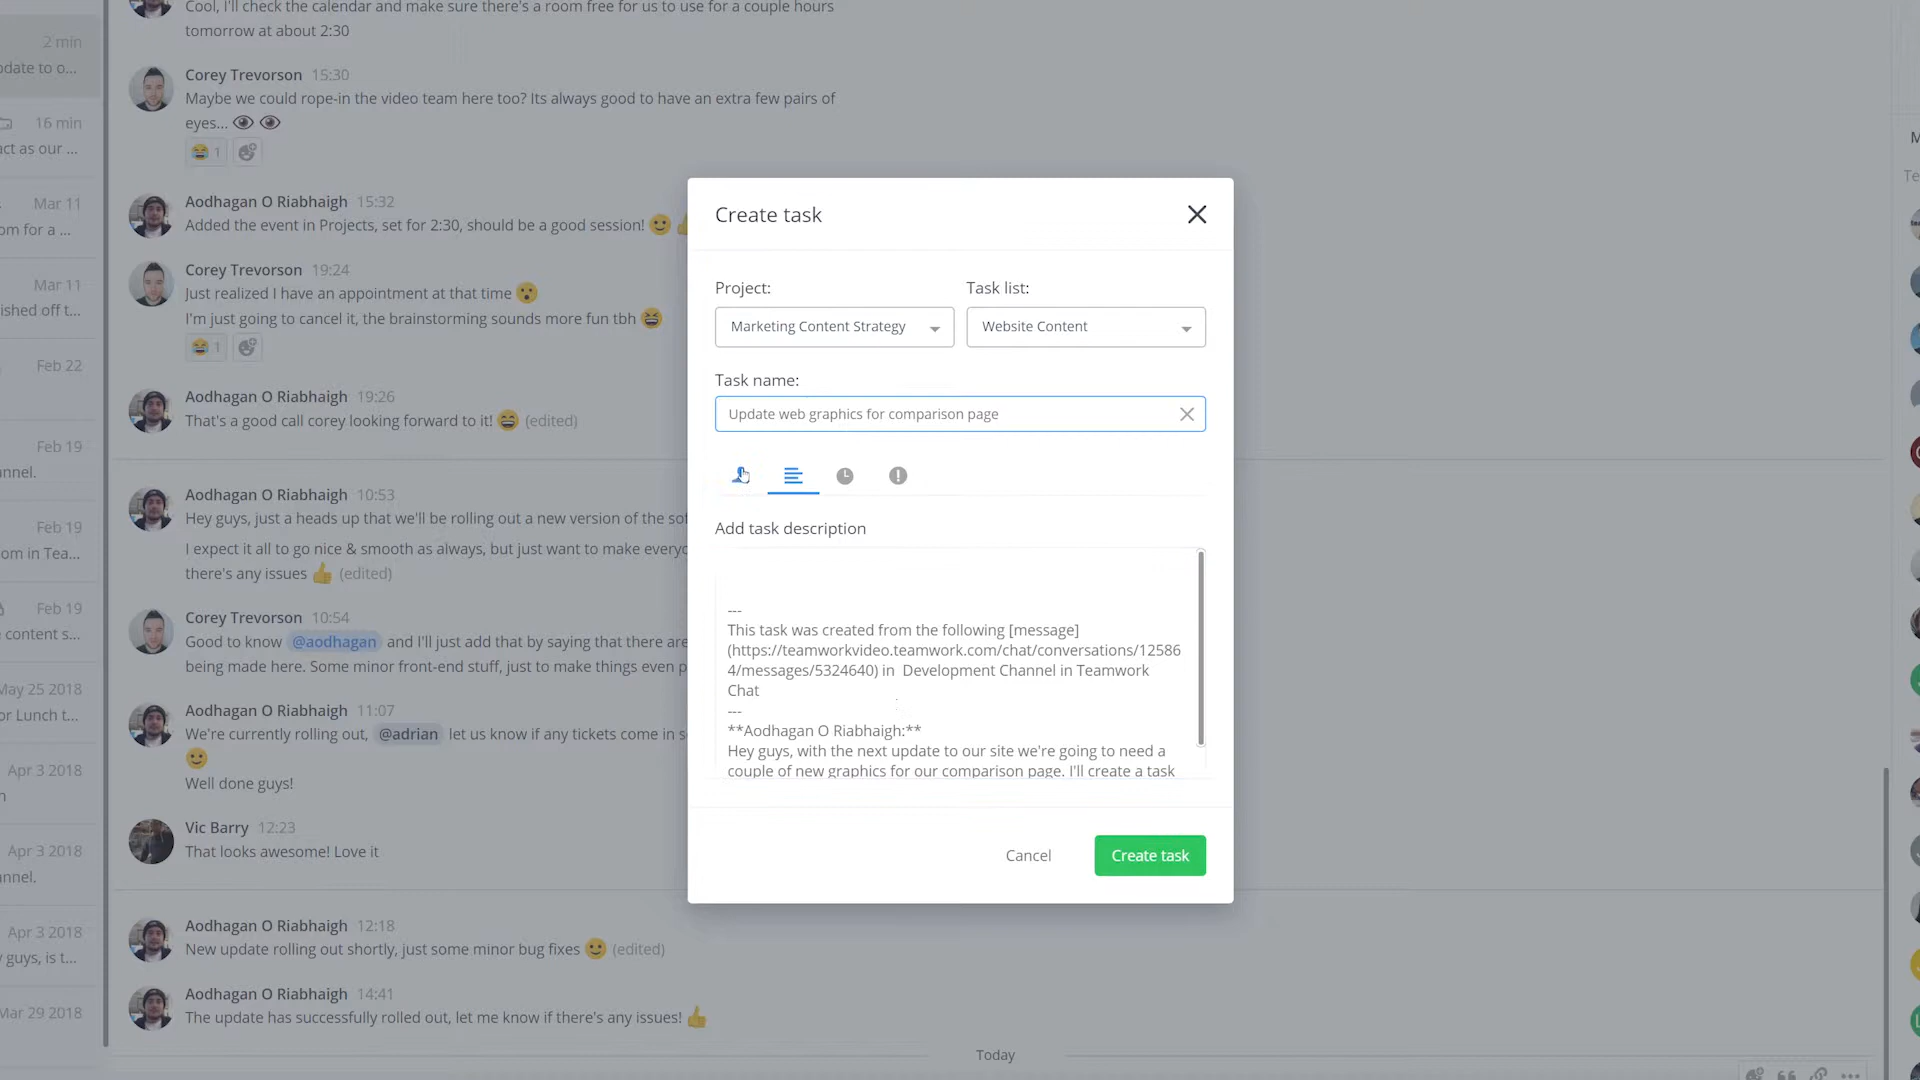 2 min
odate to o...
16 min
act as our ...
Mar 11
om for a ...
Mar 11
ished off t...
Feb 22
Feb 19
nnel.
Feb 19
om in Tea...
Feb 19
content s...
May 25 2018
or Lunch t...
Apr 3 2018
Apr 3 2018
nnel.
Apr 3 2018
guys, is t...
Mar 29 2018
Cool, I'll check the calendar and make sure there's a room free for us to use for a couple hours
tomorrow at about 2:30
Corey Trevorson 15:30
Maybe we could rope-in the video team here too? Its always good to have an extra few pairs of
eyes... 👁 👁
😂 1
Aodhagan O Riabhaigh 15:32
Added the event in Projects, set for 2:30, should be a good session! 🙂
Corey Trevorson 19:24
Just realized I have an appointment at that time 😮
I'm just going to cancel it, the brainstorming sounds more fun tbh 😆
😂 1
Aodhagan O Riabhaigh 19:26
That's a good call corey looking forward to it! 😄 (edited)
Aodhagan O Riabhaigh 10:53
Hey guys, just a heads up that we'll be rolling out a new version of the so
I expect it all to go nice & smooth as always, but just want to make everyo
there's any issues 👍 (edited)
Corey Trevorson 10:54
Good to know @aodhagan and I'll just add that by saying that there are
being made here. Some minor front-end stuff, just to make things even p
Aodhagan O Riabhaigh 11:07
We're currently rolling out, @adrian let us know if any tickets come in s
🙂
Well done guys!
Vic Barry 12:23
That looks awesome! Love it
Aodhagan O Riabhaigh 12:18
New update rolling out shortly, just some minor bug fixes 🙂 (edited)
Aodhagan O Riabhaigh 14:41
The update has successfully rolled out, let me know if there's any issues! 👍
Today
Create task
Project: Task list:
Marketing Content Strategy Website Content
Task name:
Update web graphics for comparison page
Add task description
---
This task was created from the following [message]
(https://teamworkvideo.teamwork.com/chat/conversations/12586
4/messages/5324640) in Development Channel in Teamwork
Chat
---
**Aodhagan O Riabhaigh:**
Hey guys, with the next update to our site we're going to need a
couple of new graphics for our comparison page. I'll create a task
Cancel Create task
M
Te